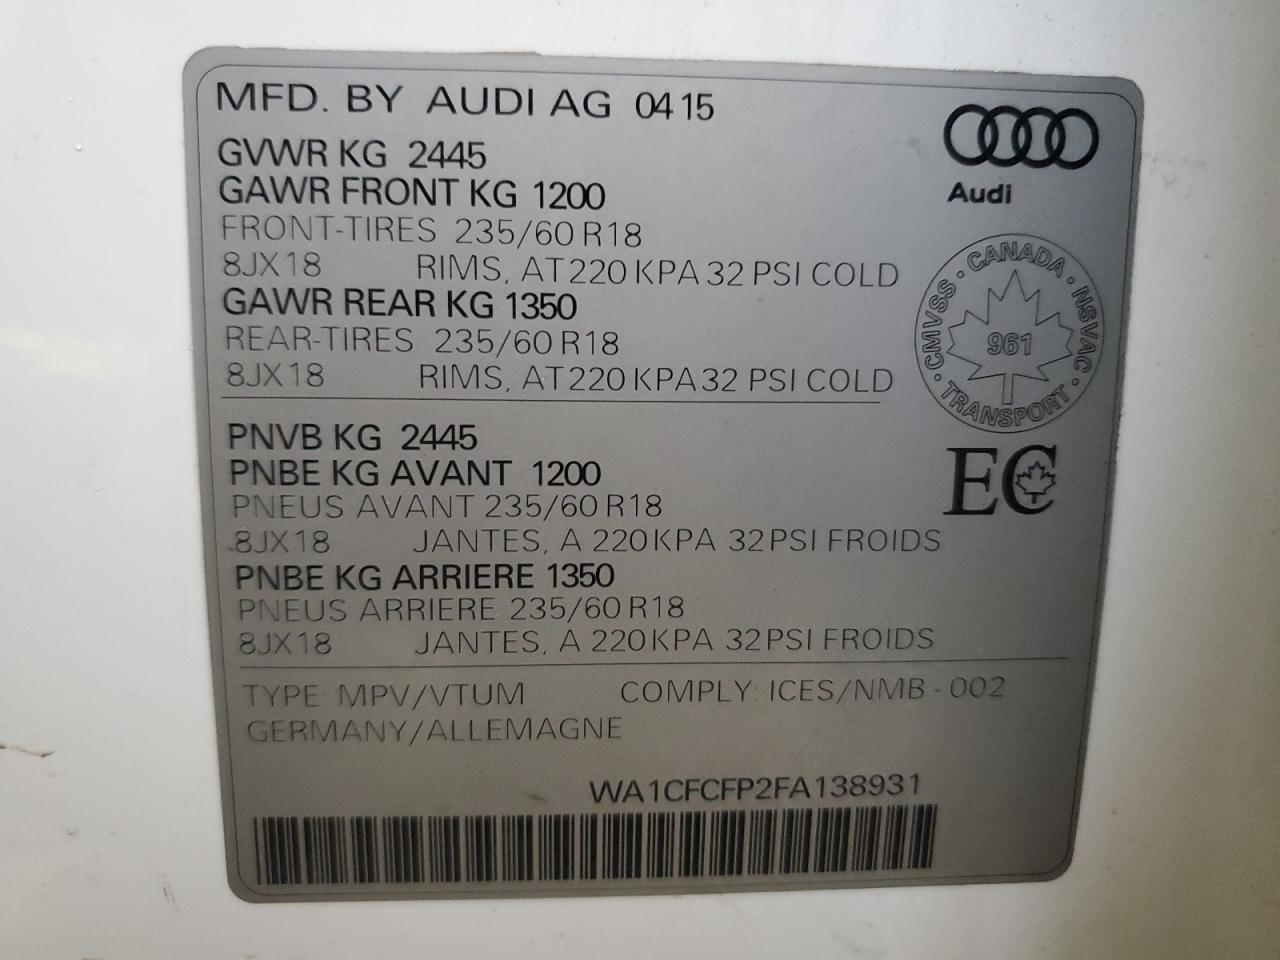 MFD. BY AUDI AG 0415
Audi
GVWR KG 2445
GAWR FRONT KG 1200
FRONT-TIRES 235/60 R18
8JX18 RIMS, AT 220 KPA 32 PSI COLD
GAWR REAR KG 1350
REAR-TIRES 235/60 R18
8JX18 RIMS, AT 220 KPA 32 PSI COLD
CANADA · NSVAC · TRANSPORT · CMVSS ·
961
PNVB KG 2445
PNBE KG AVANT 1200
PNEUS AVANT 235/60 R18
8JX18 JANTES, A 220 KPA 32 PSI FROIDS
PNBE KG ARRIERE 1350
PNEUS ARRIERE 235/60 R18
8JX18 JANTES, A 220 KPA 32 PSI FROIDS
EC
TYPE: MPV/VTUM COMPLY: ICES/NMB - 002
GERMANY/ALLEMAGNE
WA1CFCFP2FA138931